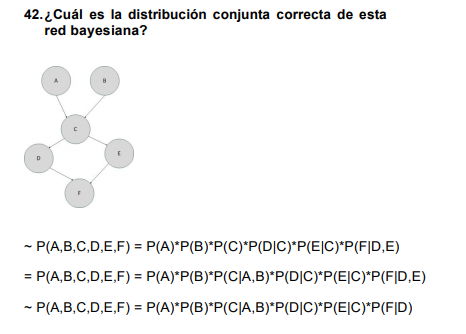 42.¿Cuál es la distribución conjunta correcta de esta
red bayesiana?
A
B
C
D
E
F
~ P(A,B,C,D,E,F) = P(A)*P(B)*P(C)*P(D|C)*P(E|C)*P(F|D,E)
= P(A,B,C,D,E,F) = P(A)*P(B)*P(C|A,B)*P(D|C)*P(E|C)*P(F|D,E)
~ P(A,B,C,D,E,F) = P(A)*P(B)*P(C|A,B)*P(D|C)*P(E|C)*P(F|D)